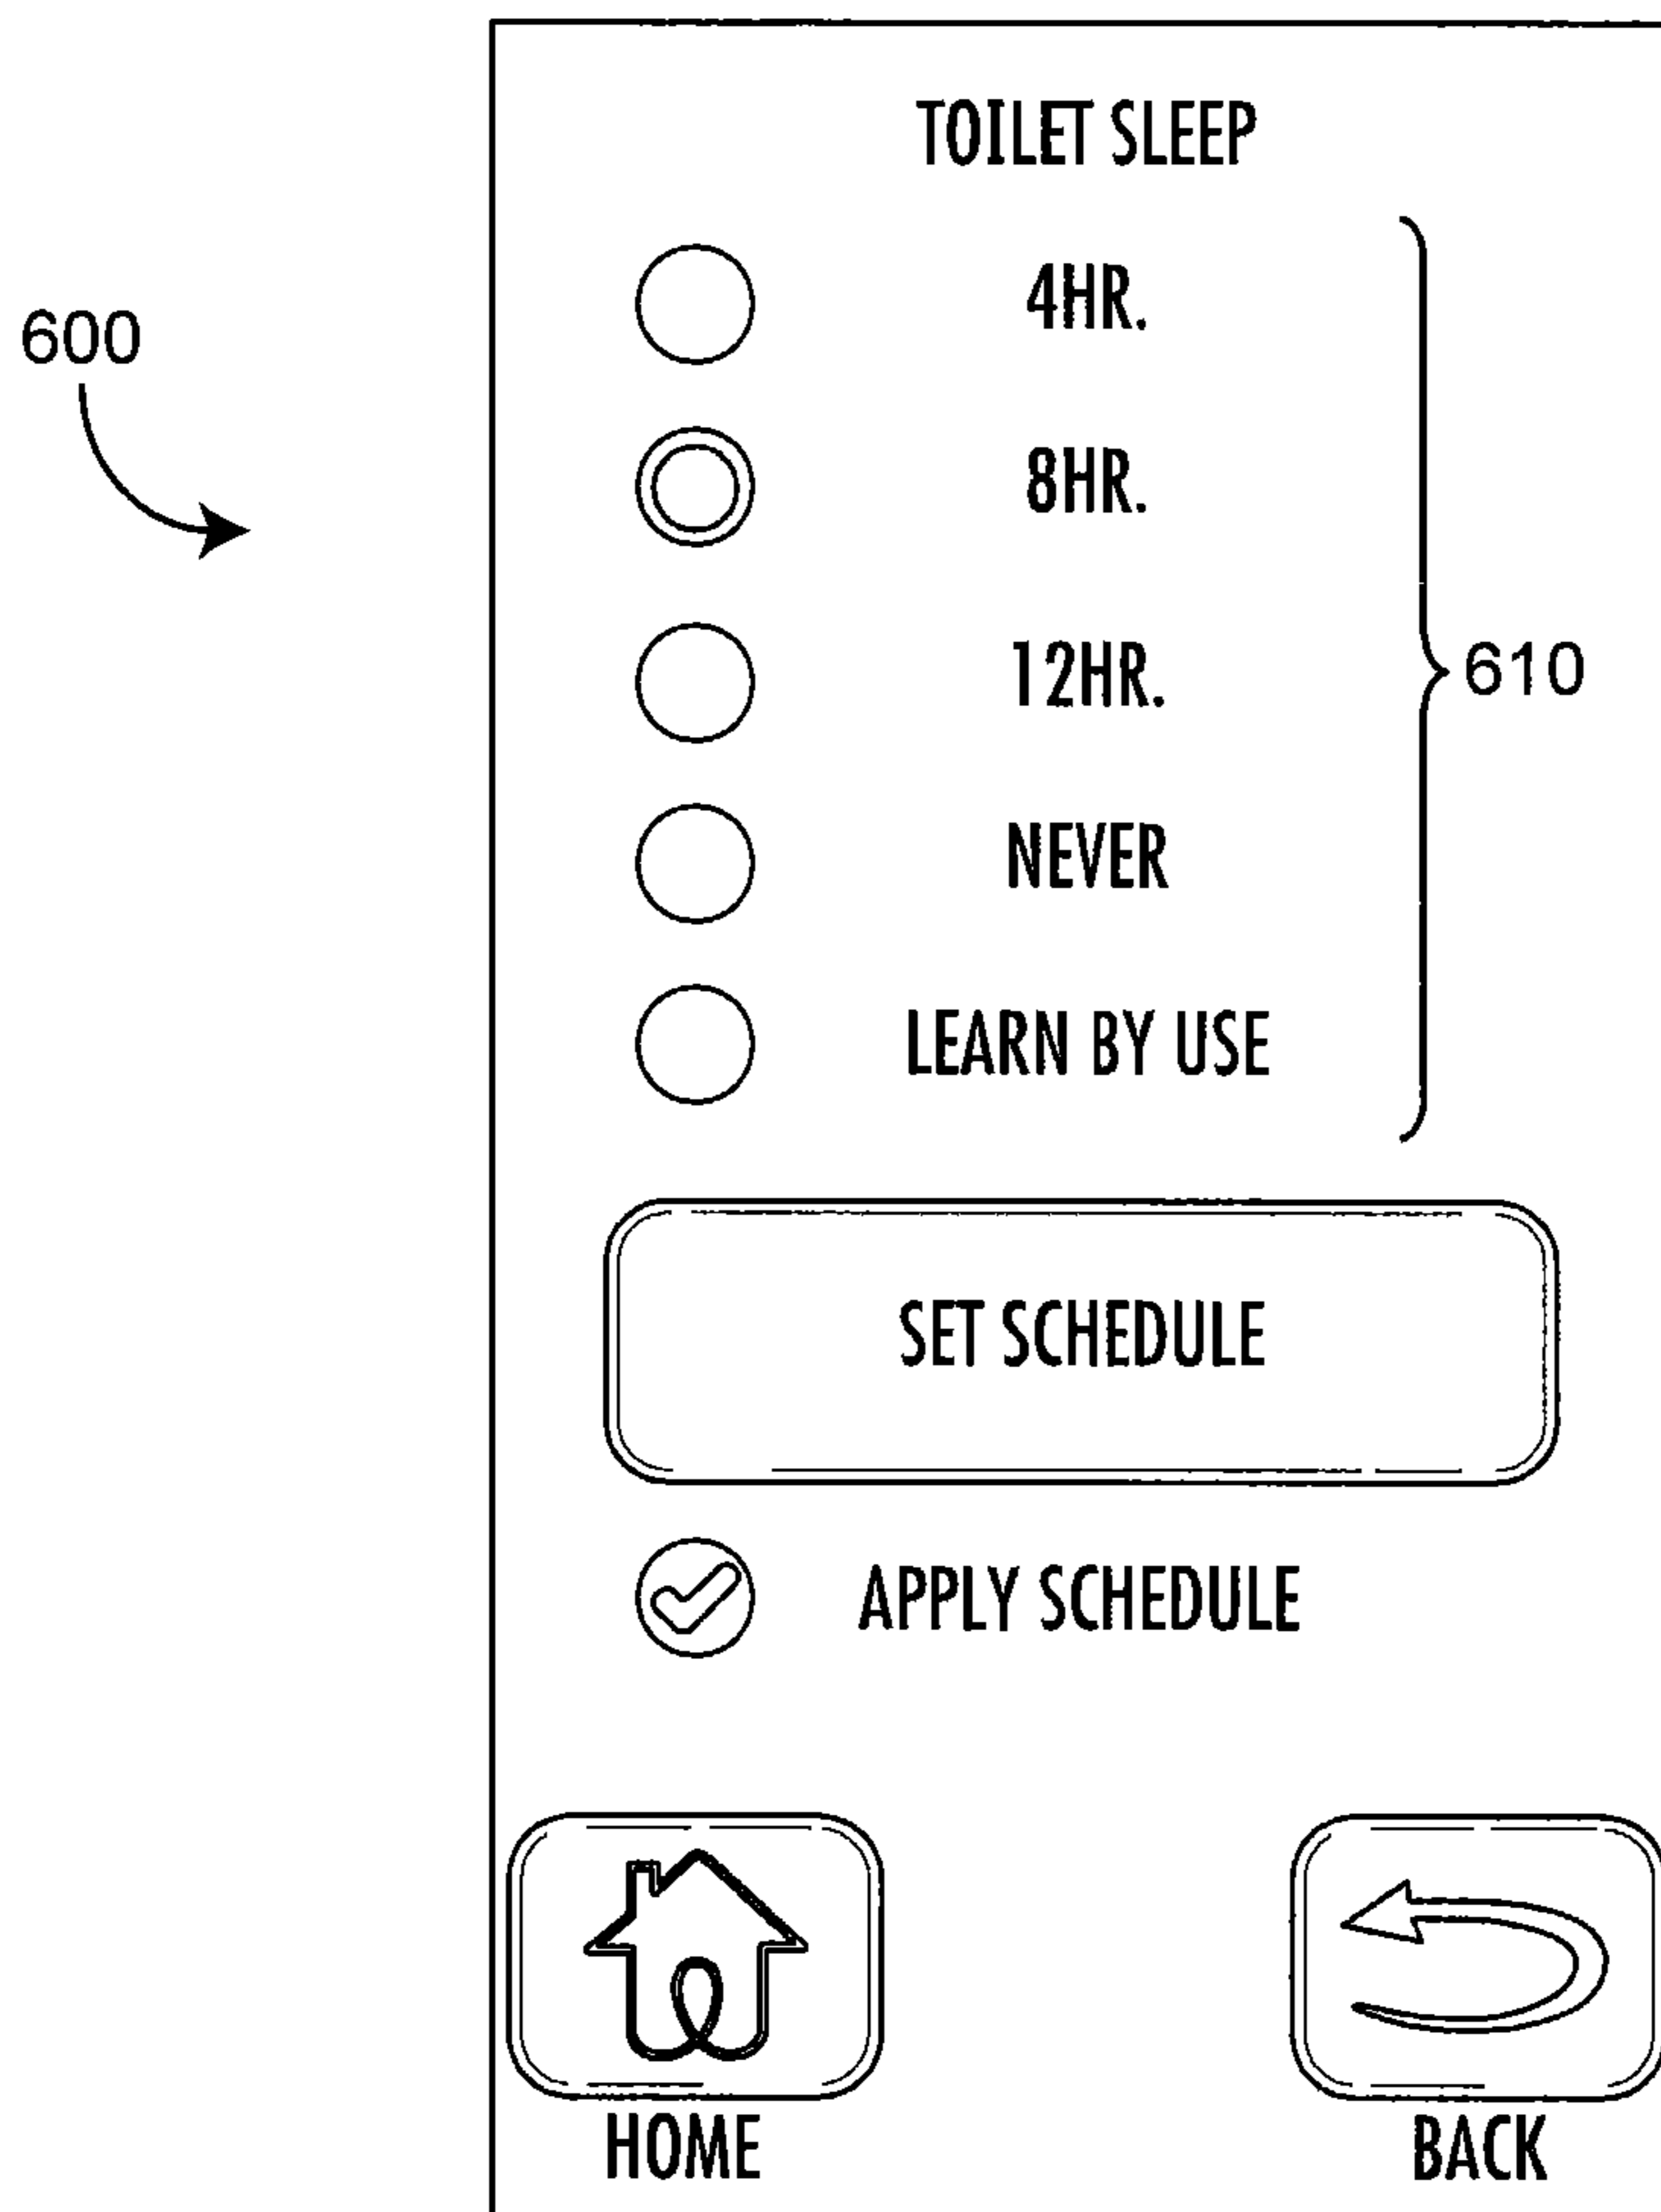 TOILET SLEEP
600
4HR.
8HR.
12HR.
610
NEVER
LEARN BY USE
SET SCHEDULE
APPLY SCHEDULE
HOME
BACK